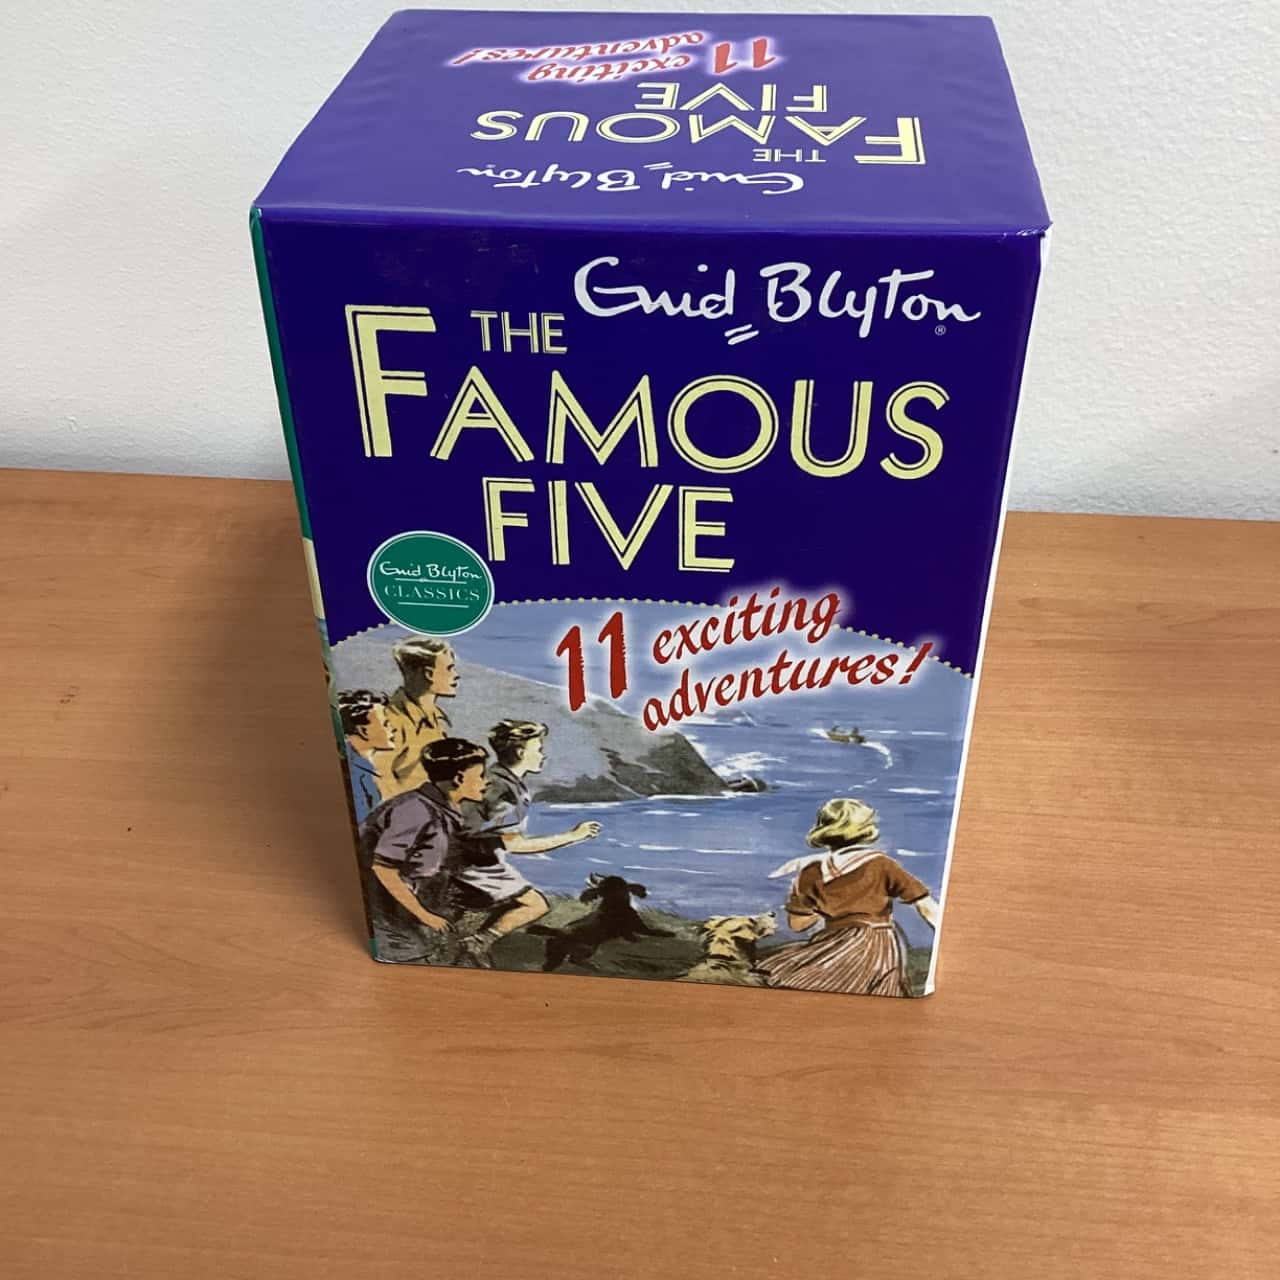 11 exciting
adventures!
THE
FAMOUS
FIVE
Enid Blyton
Enid Blyton®
THE
FAMOUS
FIVE
Enid Blyton
CLASSICS
11 exciting
adventures!